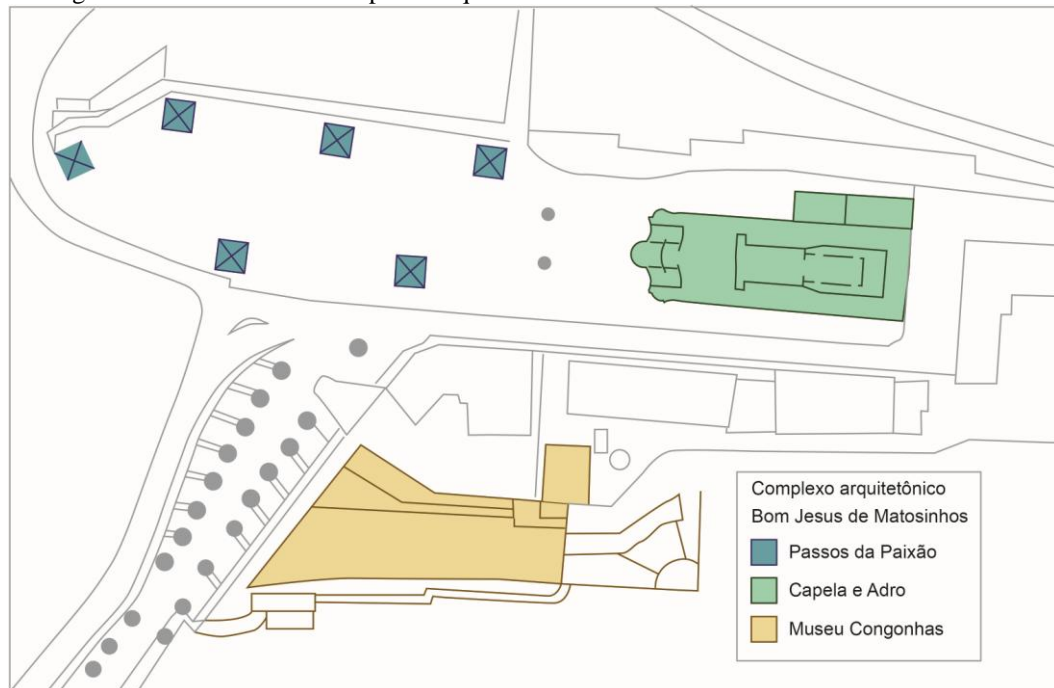 Complexo arquitetônico
Bom Jesus de Matosinhos
Passos da Paixão
Capela e Adro
Museu Congonhas